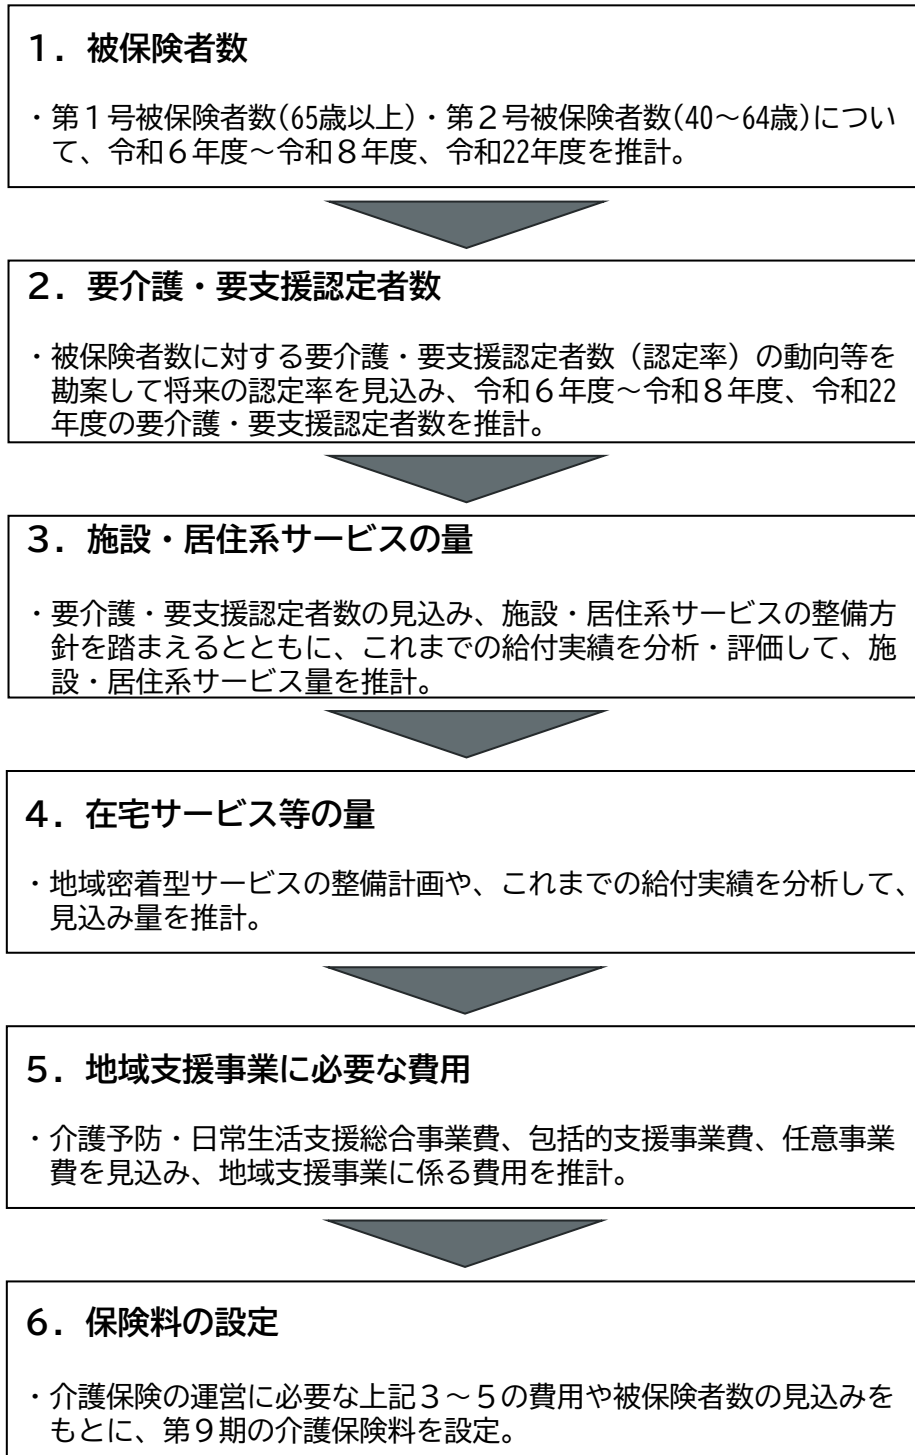 １．被保険者数
・第１号被保険者数(65歳以上)・第２号被保険者数(40～64歳)につい
て、令和６年度～令和８年度、令和22年度を推計。
２．要介護・要支援認定者数
・被保険者数に対する要介護・要支援認定者数（認定率）の動向等を
勘案して将来の認定率を見込み、令和６年度～令和８年度、令和22
年度の要介護・要支援認定者数を推計。
３．施設・居住系サービスの量
・要介護・要支援認定者数の見込み、施設・居住系サービスの整備方
針を踏まえるとともに、これまでの給付実績を分析・評価して、施
設・居住系サービス量を推計。
４．在宅サービス等の量
・地域密着型サービスの整備計画や、これまでの給付実績を分析して、
見込み量を推計。
５．地域支援事業に必要な費用
・介護予防・日常生活支援総合事業費、包括的支援事業費、任意事業
費を見込み、地域支援事業に係る費用を推計。
６．保険料の設定
・介護保険の運営に必要な上記３～５の費用や被保険者数の見込みを
もとに、第９期の介護保険料を設定。